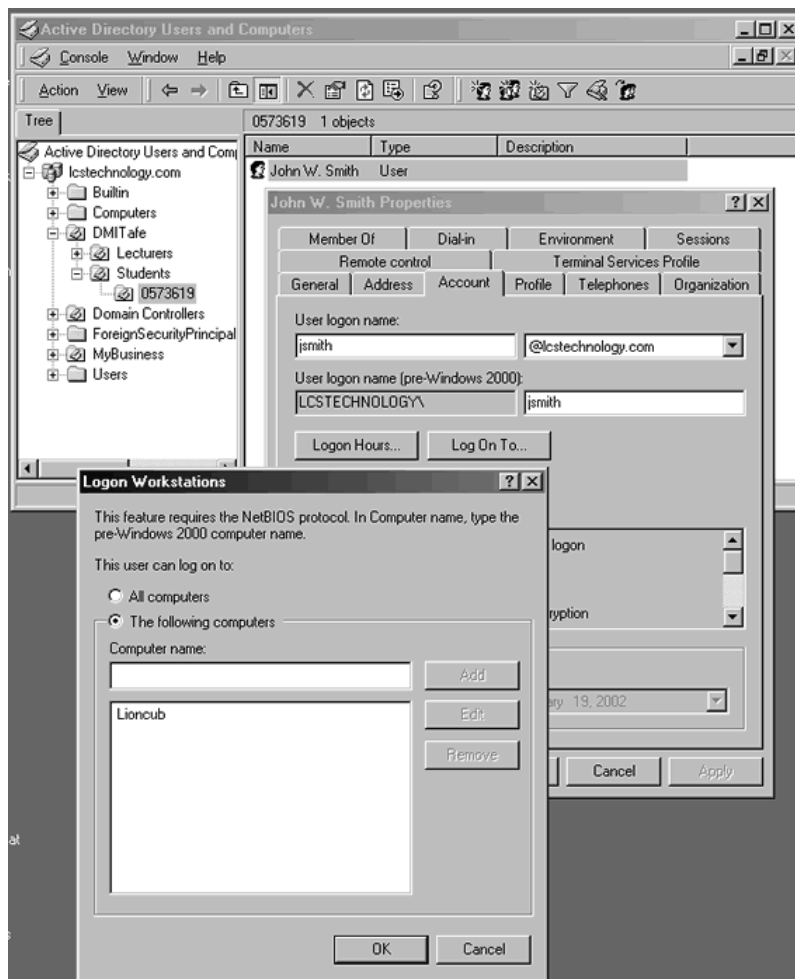 Active Directory Users and Computers
Console Window Help
Action View
Tree
0573619 1 objects
Active Directory Users and Com
lcstechnology.com
Builtin
Computers
DMITafe
Lecturers
Students
0573619
Domain Controllers
ForeignSecurityPrincipal
MyBusiness
Users
Name Type Description
John W. Smith User
John W. Smith Properties
Member Of Dial-in Environment Sessions
Remote control Terminal Services Profile
General Address Account Profile Telephones Organization
User logon name:
jsmith @lcstechnology.com
User logon name (pre-Windows 2000):
LCSTECHNOLOGY\ jsmith
Logon Hours... Log On To...
logon
ryption
ary 19, 2002
Cancel Apply
Logon Workstations
This feature requires the NetBIOS protocol. In Computer name, type the
pre-Windows 2000 computer name.
This user can log on to:
All computers
The following computers
Computer name:
Add
Lioncub
Edit
Remove
OK Cancel
at